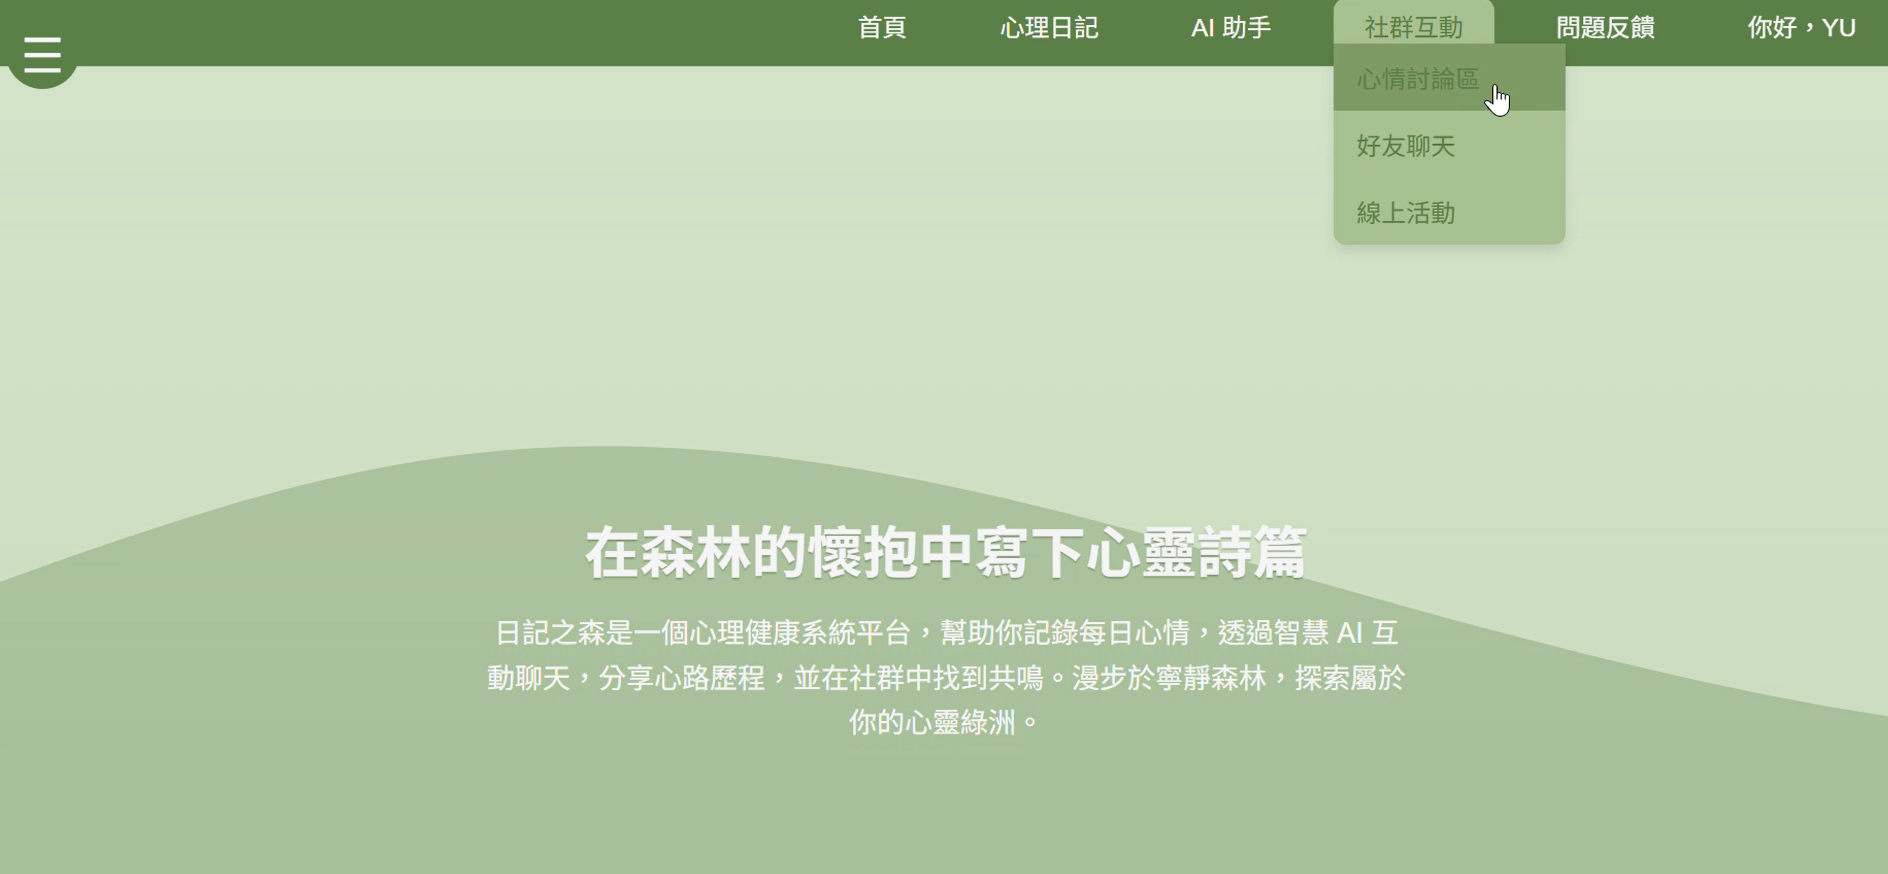 首頁
心理日記
AI 助手
社群互動
問題反饋
你好，YU
心情討論區
好友聊天
線上活動
在森林的懷抱中寫下心靈詩篇
日記之森是一個心理健康系統平台，幫助你記錄每日心情，透過智慧 AI 互
動聊天，分享心路歷程，並在社群中找到共鳴。漫步於寧靜森林，探索屬於
你的心靈綠洲。